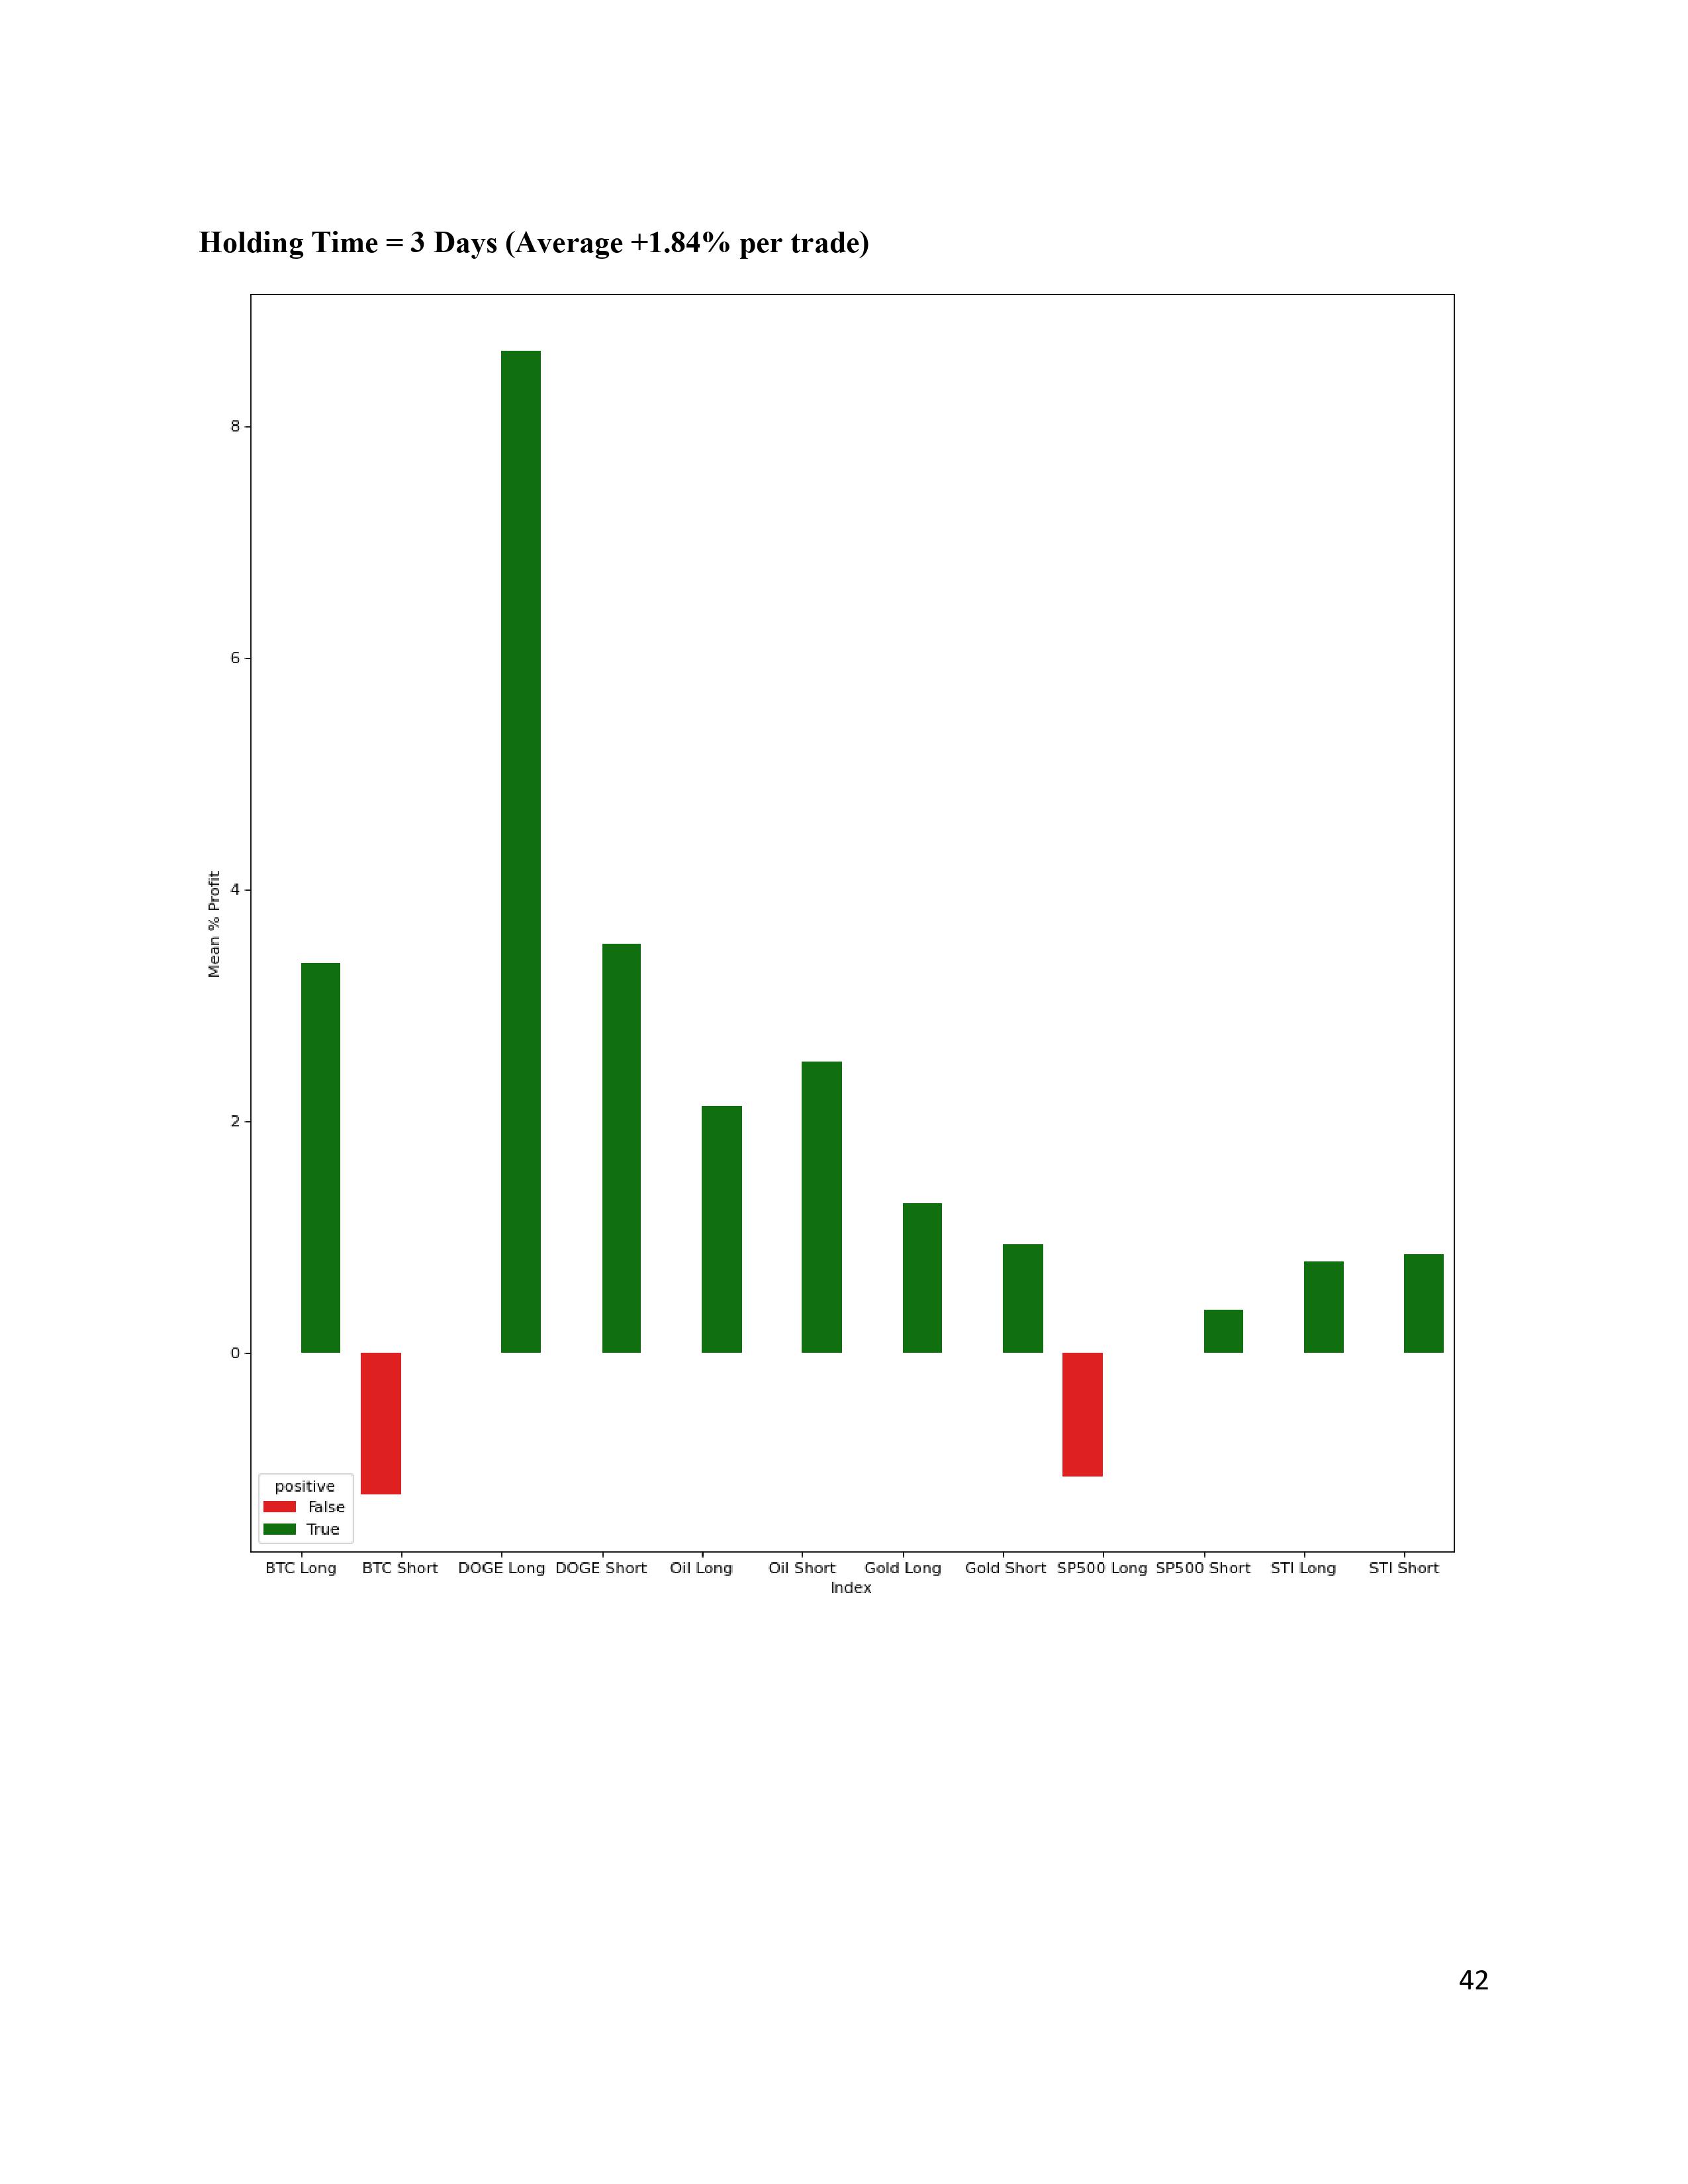 Holding Time = 3 Days (Average +1.84% per trade)
8
6
4
2
0
Mean % Profit
positive
False
True
BTC Long BTC Short DOGE Long DOGE Short Oil Long Oil Short Gold Long Gold Short SP500 Long SP500 Short STI Long STI Short
Index
42